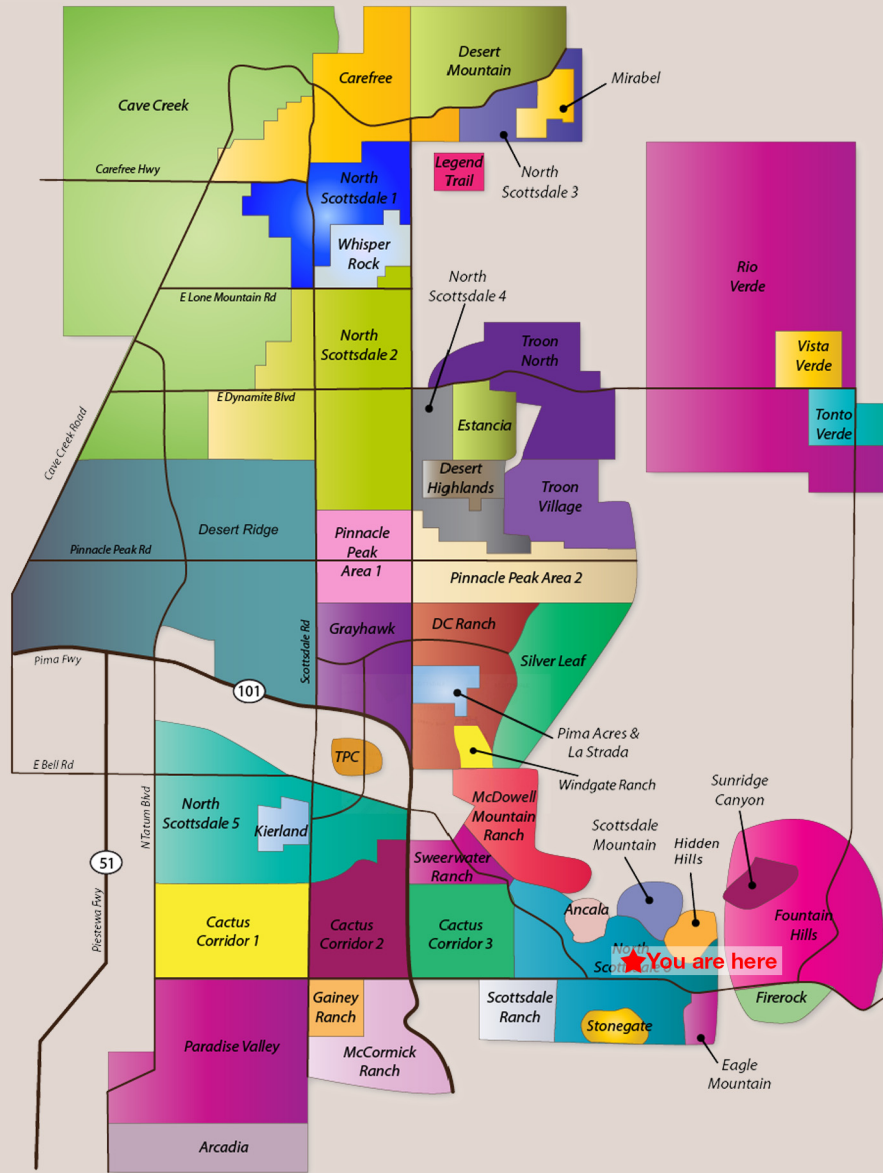 Desert
Mountain
Carefree
Mirabel
Cave Creek
Legend
Trail
Carefree Hwy
North
Scottsdale 1
North
Scottsdale 3
Whisper
Rock
Rio
Verde
North
Scottsdale 4
E Lone Mountain Rd
North
Scottsdale 2
Troon
North
Vista
Verde
E Dynamite Blvd
Tonto
Verde
Estancia
Cave Creek Road
Desert
Highlands
Troon
Village
Desert Ridge
Pinnacle
Peak
Area 1
Pinnacle Peak Rd
Pinnacle Peak Area 2
Scottsdale Rd
Grayhawk
DC Ranch
Silver Leaf
Pima Fwy
101
Pima Acres &
La Strada
TPC
E Bell Rd
Windgate Ranch
Sunridge
Canyon
N Tatum Blvd
North
Scottsdale 5
Kierland
McDowell
Mountain
Ranch
Scottsdale
Mountain
Hidden
Hills
51
Sweerwater
Ranch
Piestewa Fwy
Cactus
Corridor 1
Cactus
Corridor 2
Cactus
Corridor 3
Ancala
Fountain
Hills
North
Scottsdale 6
You are here
Gainey
Ranch
Scottsdale
Ranch
Firerock
Stonegate
Paradise Valley
McCormick
Ranch
Eagle
Mountain
Arcadia